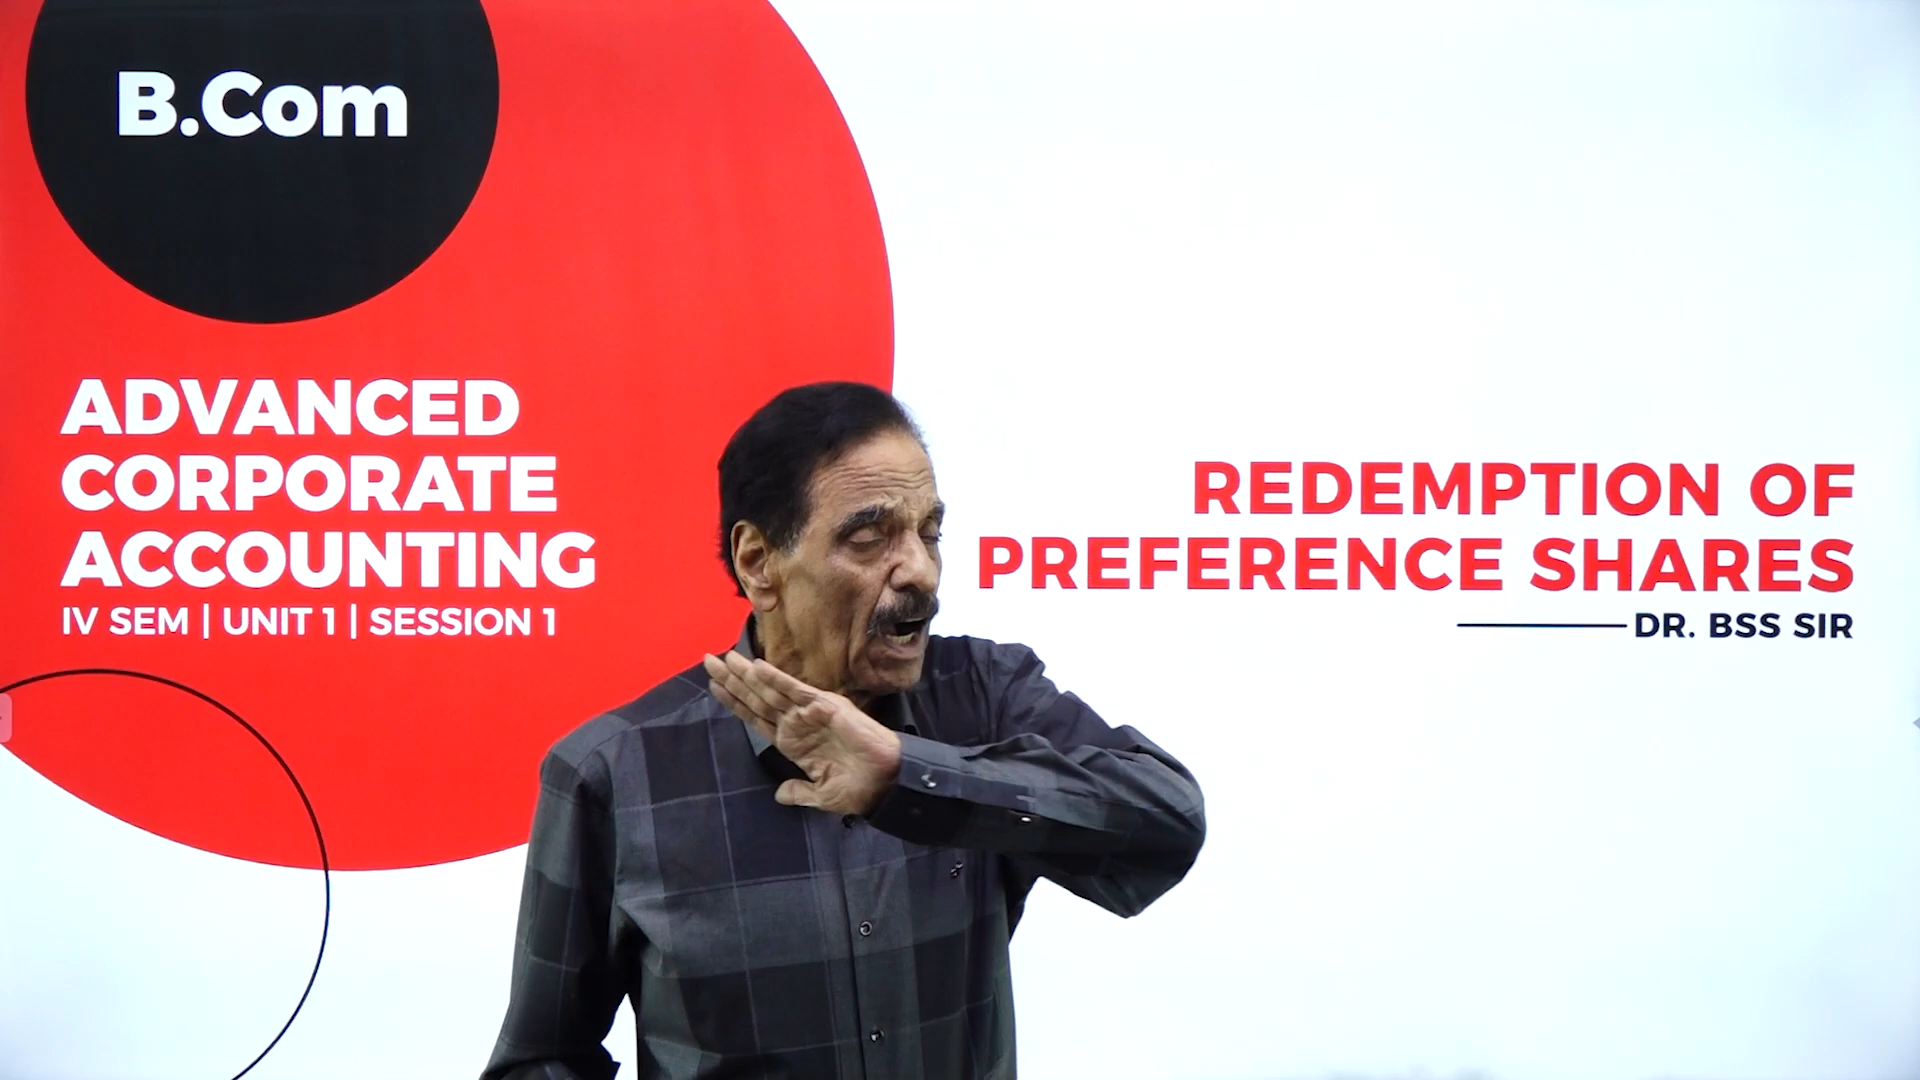 B.Com
ADVANCED
CORPORATE
ACCOUNTING
IV SEM | UNIT 1 | SESSION 1
REDEMPTION OF
PREFERENCE SHARES
DR. BSS SIR